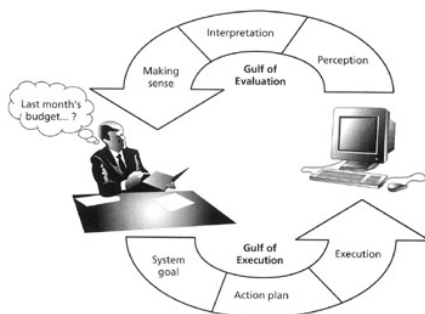 Interpretation
Perception
Making
sense
Gulf of
Evaluation
Last month's
budget... ?
Gulf of
Execution
System
goal
Action plan
Execution